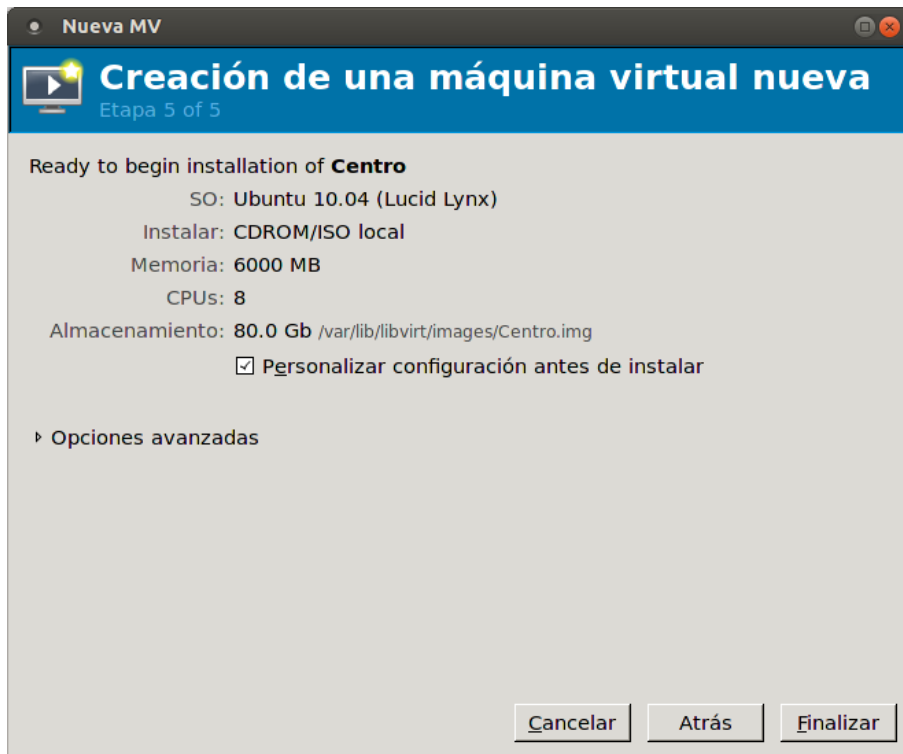 Nueva MV
Creación de una máquina virtual nueva
Etapa 5 of 5
Ready to begin installation of Centro
SO: Ubuntu 10.04 (Lucid Lynx)
Instalar: CDROM/ISO local
Memoria: 6000 MB
CPUs: 8
Almacenamiento: 80.0 Gb /var/lib/libvirt/images/Centro.img
Personalizar configuración antes de instalar
Opciones avanzadas
Cancelar Atrás Finalizar